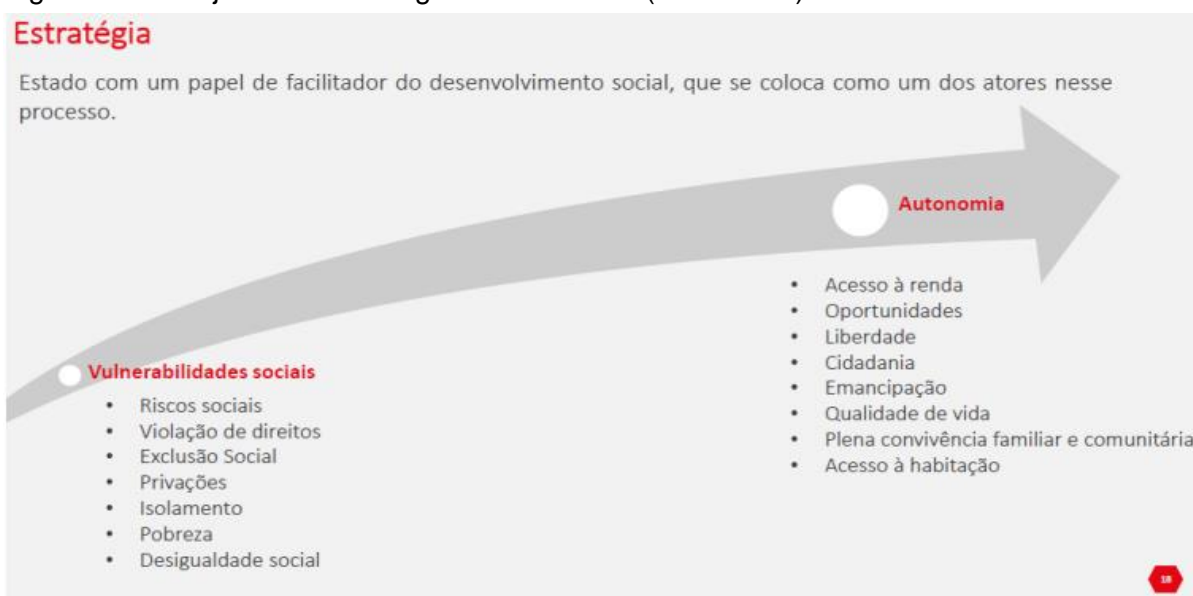 Estratégia
Estado com um papel de facilitador do desenvolvimento social, que se coloca como um dos atores nesse
processo.
Autonomia
• Acesso à renda
• Oportunidades
• Liberdade
• Cidadania
• Emancipação
• Qualidade de vida
• Plena convivência familiar e comunitária
• Acesso à habitação
Vulnerabilidades sociais
• Riscos sociais
• Violação de direitos
• Exclusão Social
• Privações
• Isolamento
• Pobreza
• Desigualdade social
18